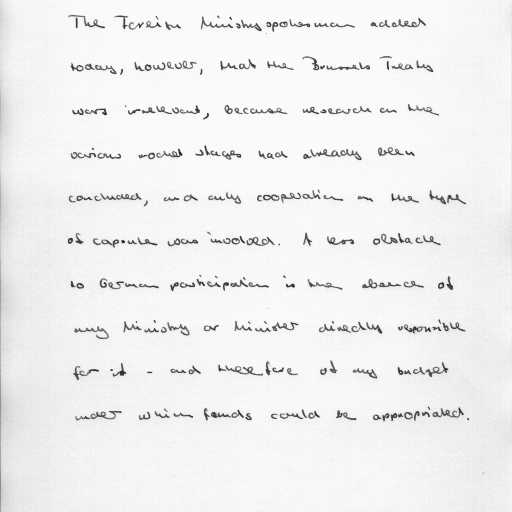 The Foreign Ministry spokesman added
today, however, that the Brussels Treaty
was irrelevant, because research on the
various rocket stages had already been
concluded, and only cooperation on the type
of capsule was involved. A less obstacle
to German participation is the absence of
any Ministry or Minister directly responsible
for it - and therefore of any budget
under which funds could be appropriated.